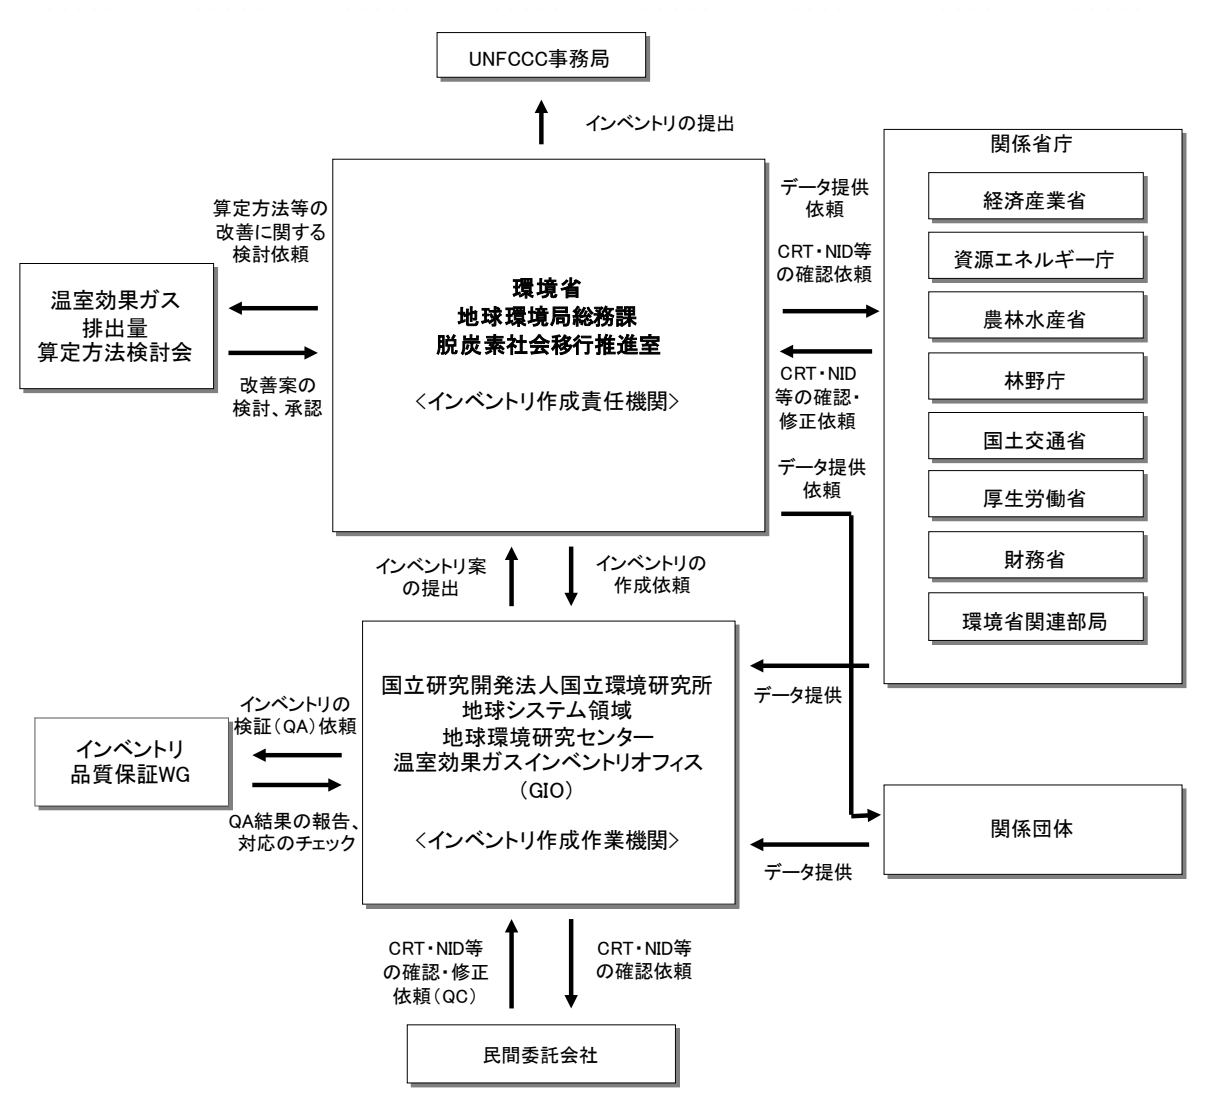 UNFCCC事務局
インベントリの提出
環境省
地球環境局総務課
脱炭素社会移行推進室
<インベントリ作成責任機関>
算定方法等の
改善に関する
検討依頼
温室効果ガス
排出量
算定方法検討会
改善案の
検討、承認
データ提供
依頼
CRT・NID等
の確認依頼
CRT・NID
等の確認・
修正依頼
データ提供
依頼
関係省庁
経済産業省
資源エネルギー庁
農林水産省
林野庁
国土交通省
厚生労働省
財務省
環境省関連部局
インベントリ案
の提出
インベントリの
作成依頼
国立研究開発法人国立環境研究所
地球システム領域
地球環境研究センター
温室効果ガスインベントリオフィス
(GIO)
<インベントリ作成作業機関>
データ提供
インベントリの
検証(QA)依頼
インベントリ
品質保証WG
QA結果の報告、
対応のチェック
関係団体
データ提供
CRT・NID等
の確認・修正
依頼(QC)
CRT・NID等
の確認依頼
民間委託会社